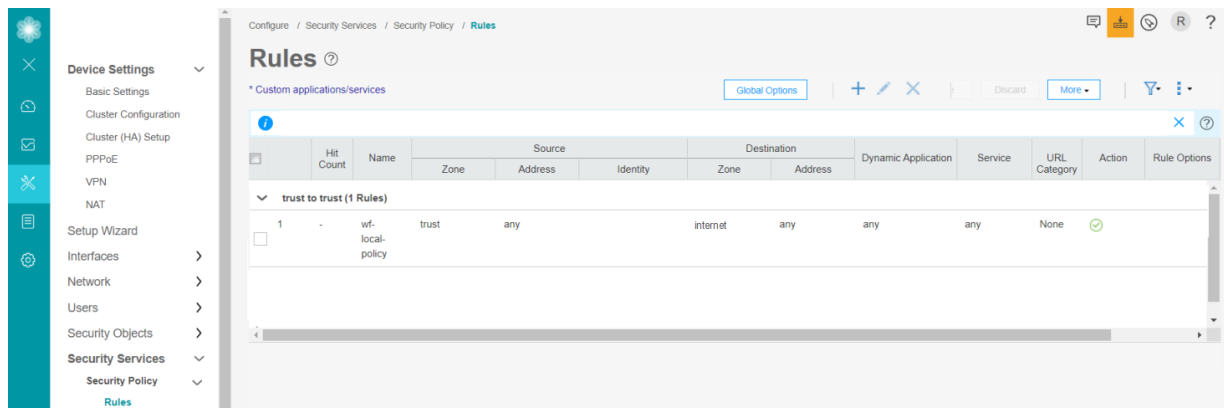 Configure / Security Services / Security Policy / Rules
R ?
Rules ?
Device Settings
Basic Settings
Cluster Configuration
Cluster (HA) Setup
PPPoE
VPN
NAT
Setup Wizard
Interfaces
Network
Users
Security Objects
Security Services
Security Policy
Rules
* Custom applications/services
Global Options
Discard
More
Hit Count
Name
Source
Zone
Address
Identity
Destination
Zone
Address
Dynamic Application
Service
URL Category
Action
Rule Options
trust to trust (1 Rules)
1 - wf-local-policy trust any internet any any any None